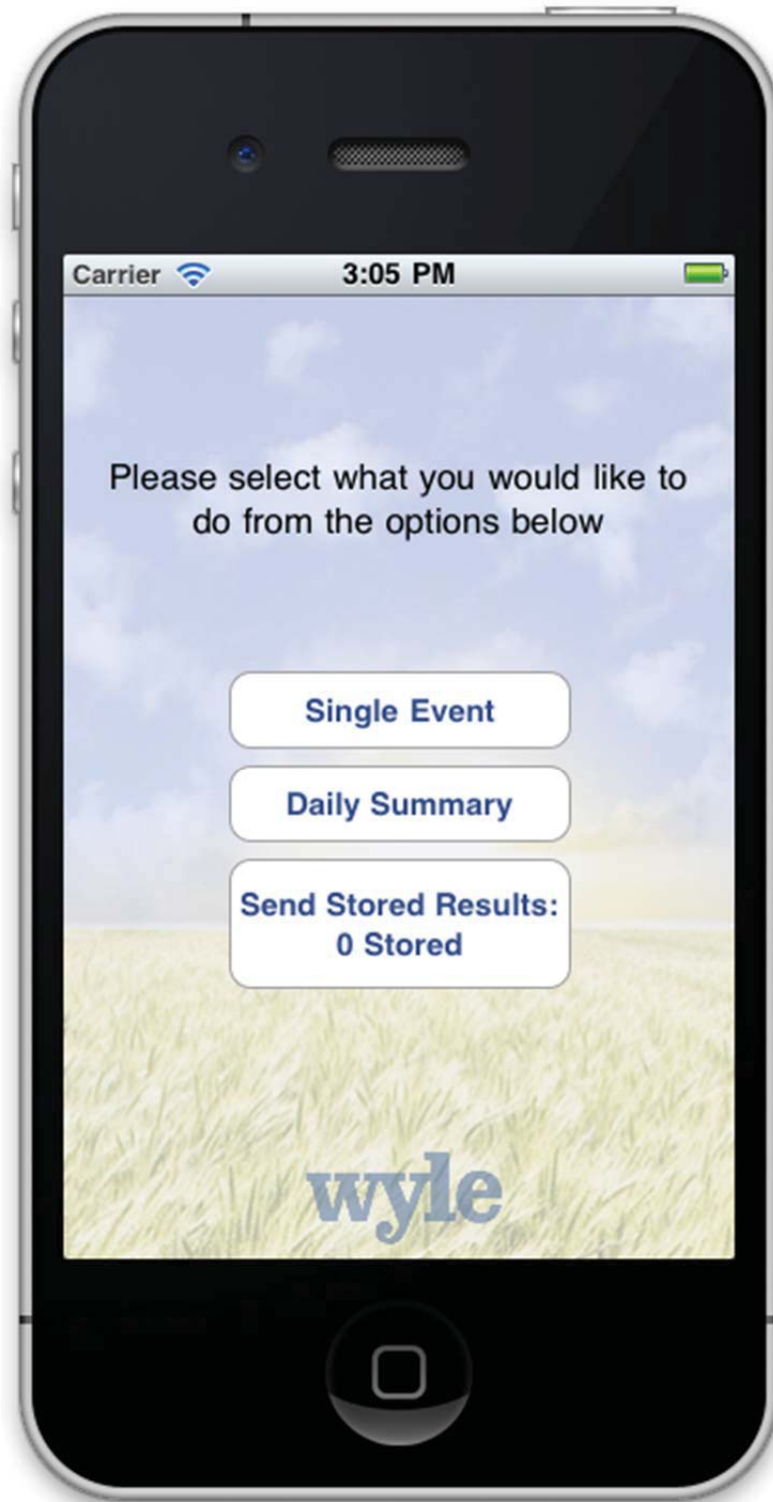 Carrier 3:05 PM
Please select what you would like to
do from the options below
Single Event
Daily Summary
Send Stored Results:
0 Stored
wyle